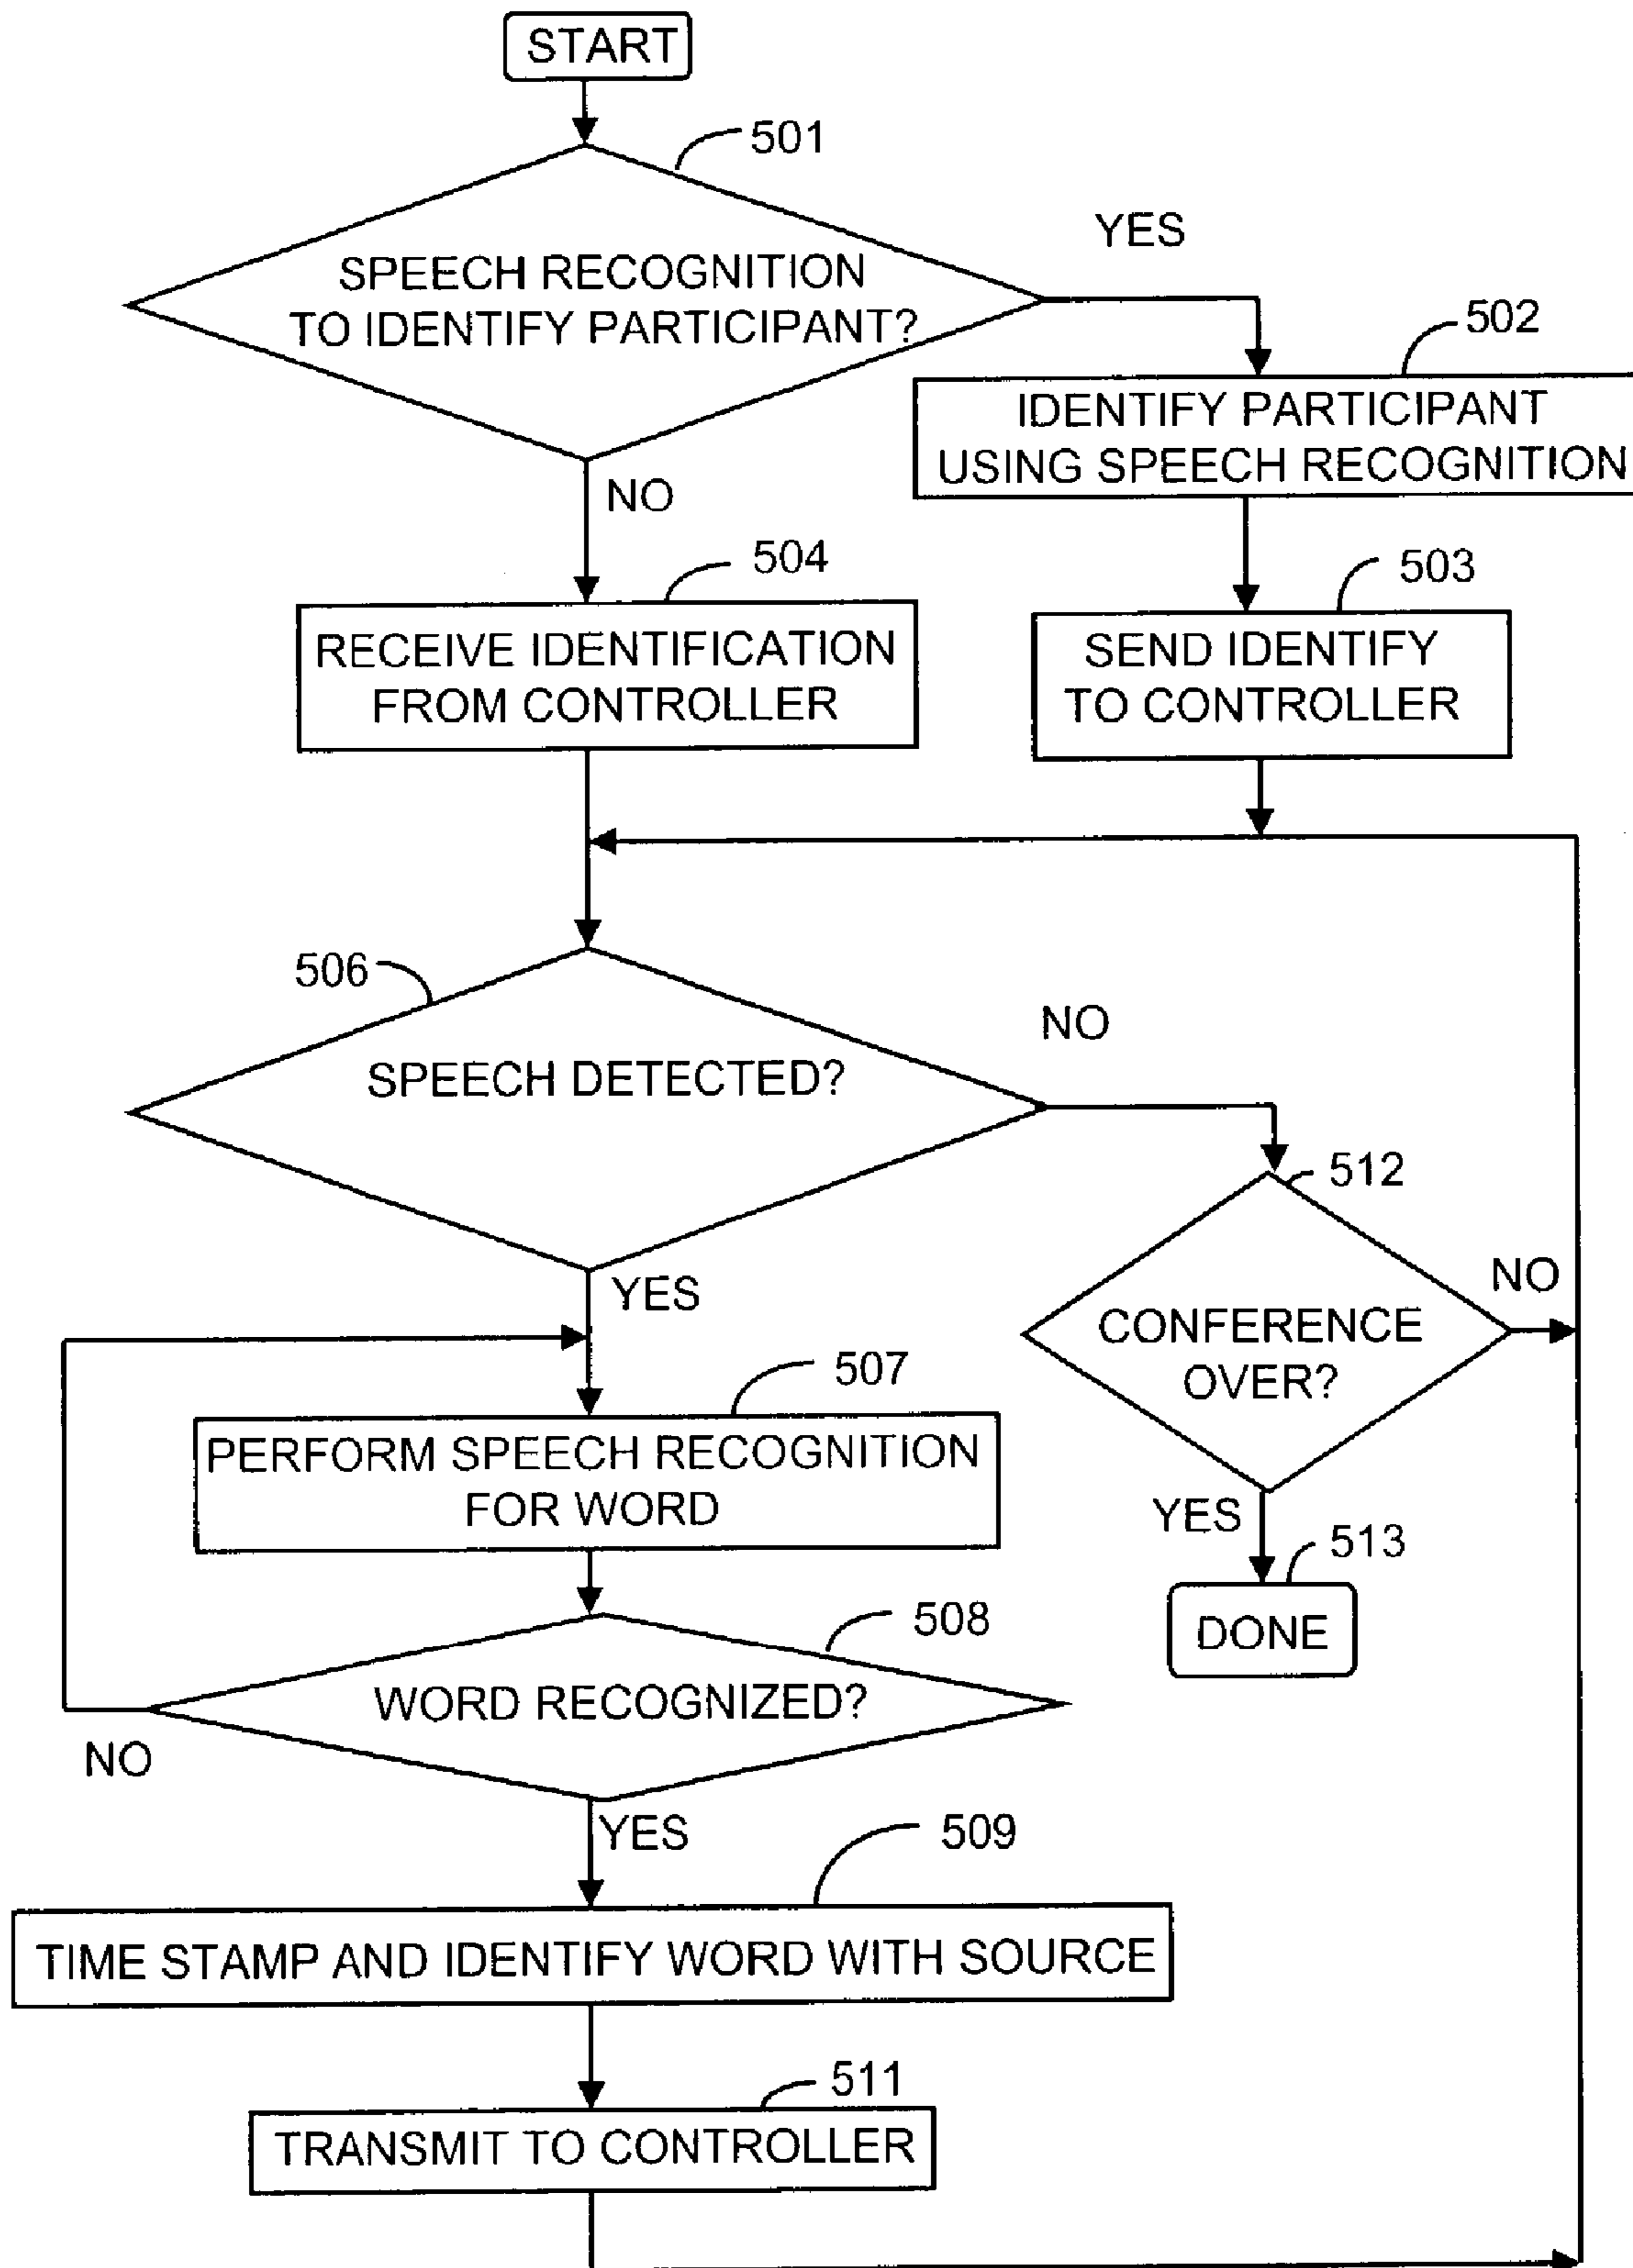 START
501
SPEECH RECOGNITION
TO IDENTIFY PARTICIPANT?
YES
502
IDENTIFY PARTICIPANT
USING SPEECH RECOGNITION
NO
504
RECEIVE IDENTIFICATION
FROM CONTROLLER
503
SEND IDENTIFY
TO CONTROLLER
506
SPEECH DETECTED?
NO
512
CONFERENCE
OVER?
NO
YES
513
DONE
YES
507
PERFORM SPEECH RECOGNITION
FOR WORD
508
WORD RECOGNIZED?
NO
YES
509
TIME STAMP AND IDENTIFY WORD WITH SOURCE
511
TRANSMIT TO CONTROLLER